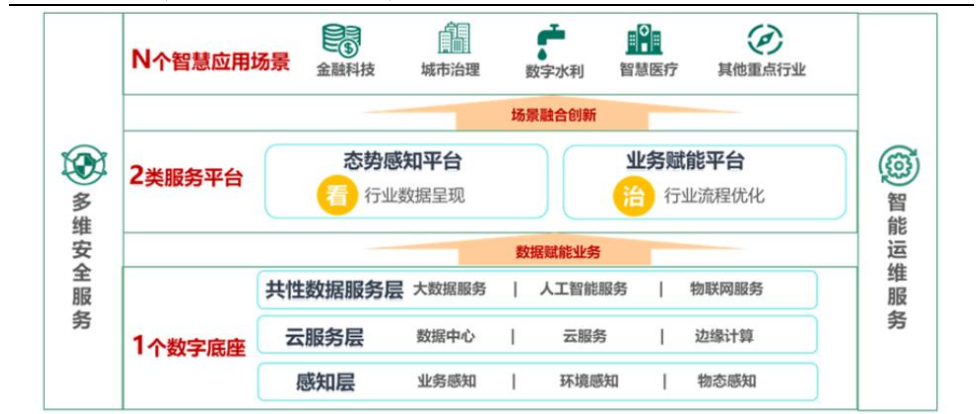 N个智慧应用场景
金融科技
城市治理
数字水利
智慧医疗
其他重点行业
场景融合创新
多维安全服务
2类服务平台
态势感知平台
看 行业数据呈现
业务赋能平台
治 行业流程优化
智能运维服务
数据赋能业务
1个数字底座
共性数据服务层 大数据服务 | 人工智能服务 | 物联网服务
云服务层 数据中心 | 云服务 | 边缘计算
感知层 业务感知 | 环境感知 | 物态感知